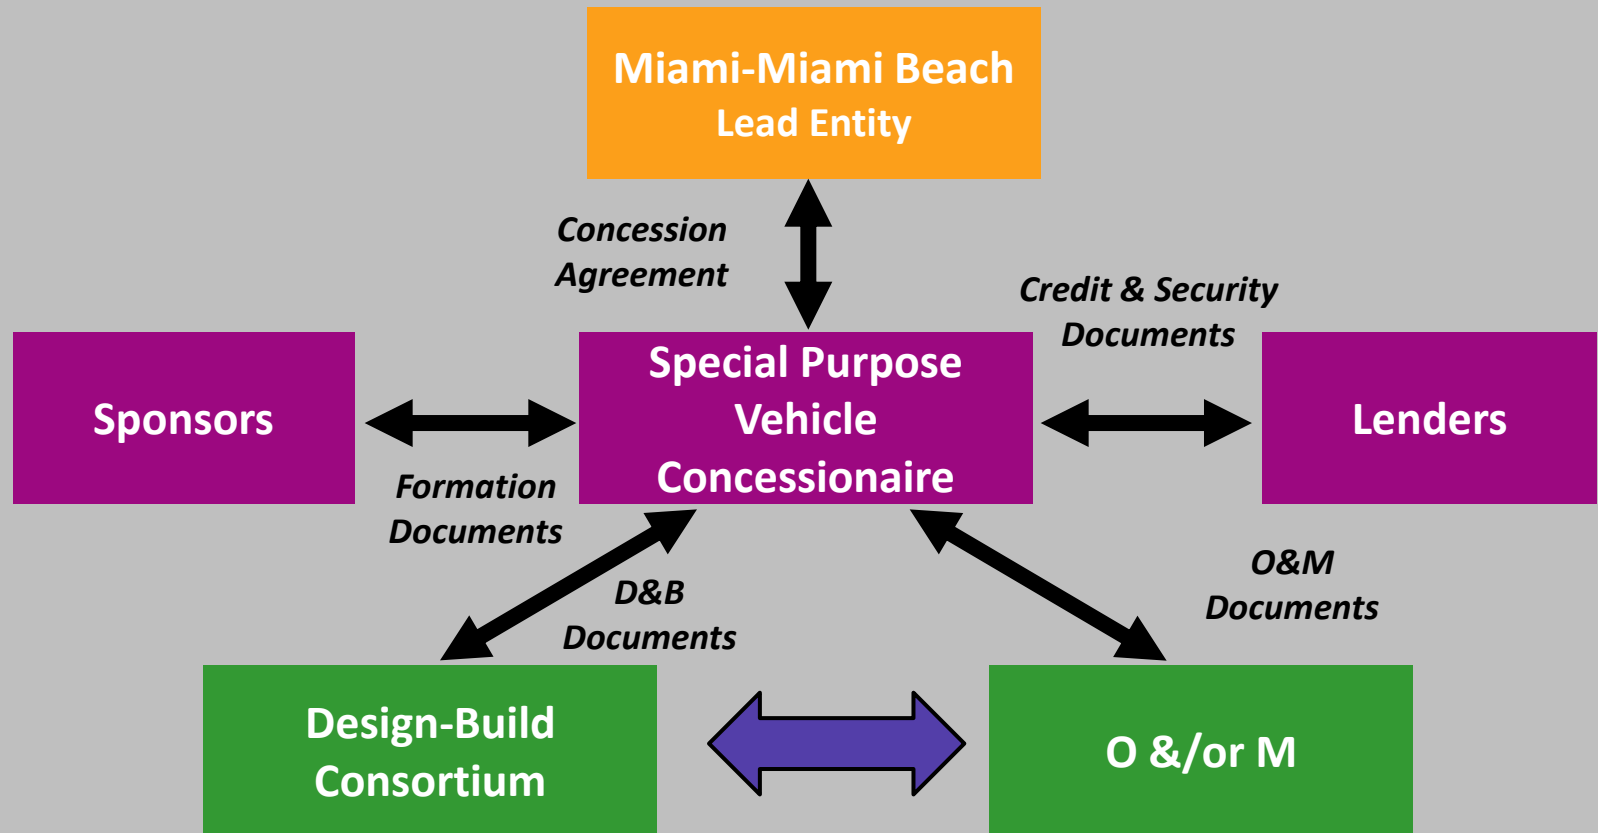 Miami-Miami Beach
Lead Entity
Concession
Agreement
Credit & Security
Documents
Sponsors
Special Purpose
Vehicle
Concessionaire
Lenders
Formation
Documents
D&B
Documents
O&M
Documents
Design-Build
Consortium
O &/or M